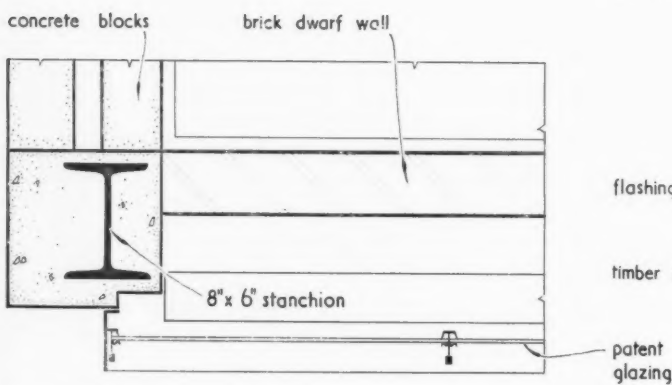 concrete blocks
brick dwarf wall
flashing
timber
8"x 6" stanchion
patent
glazing